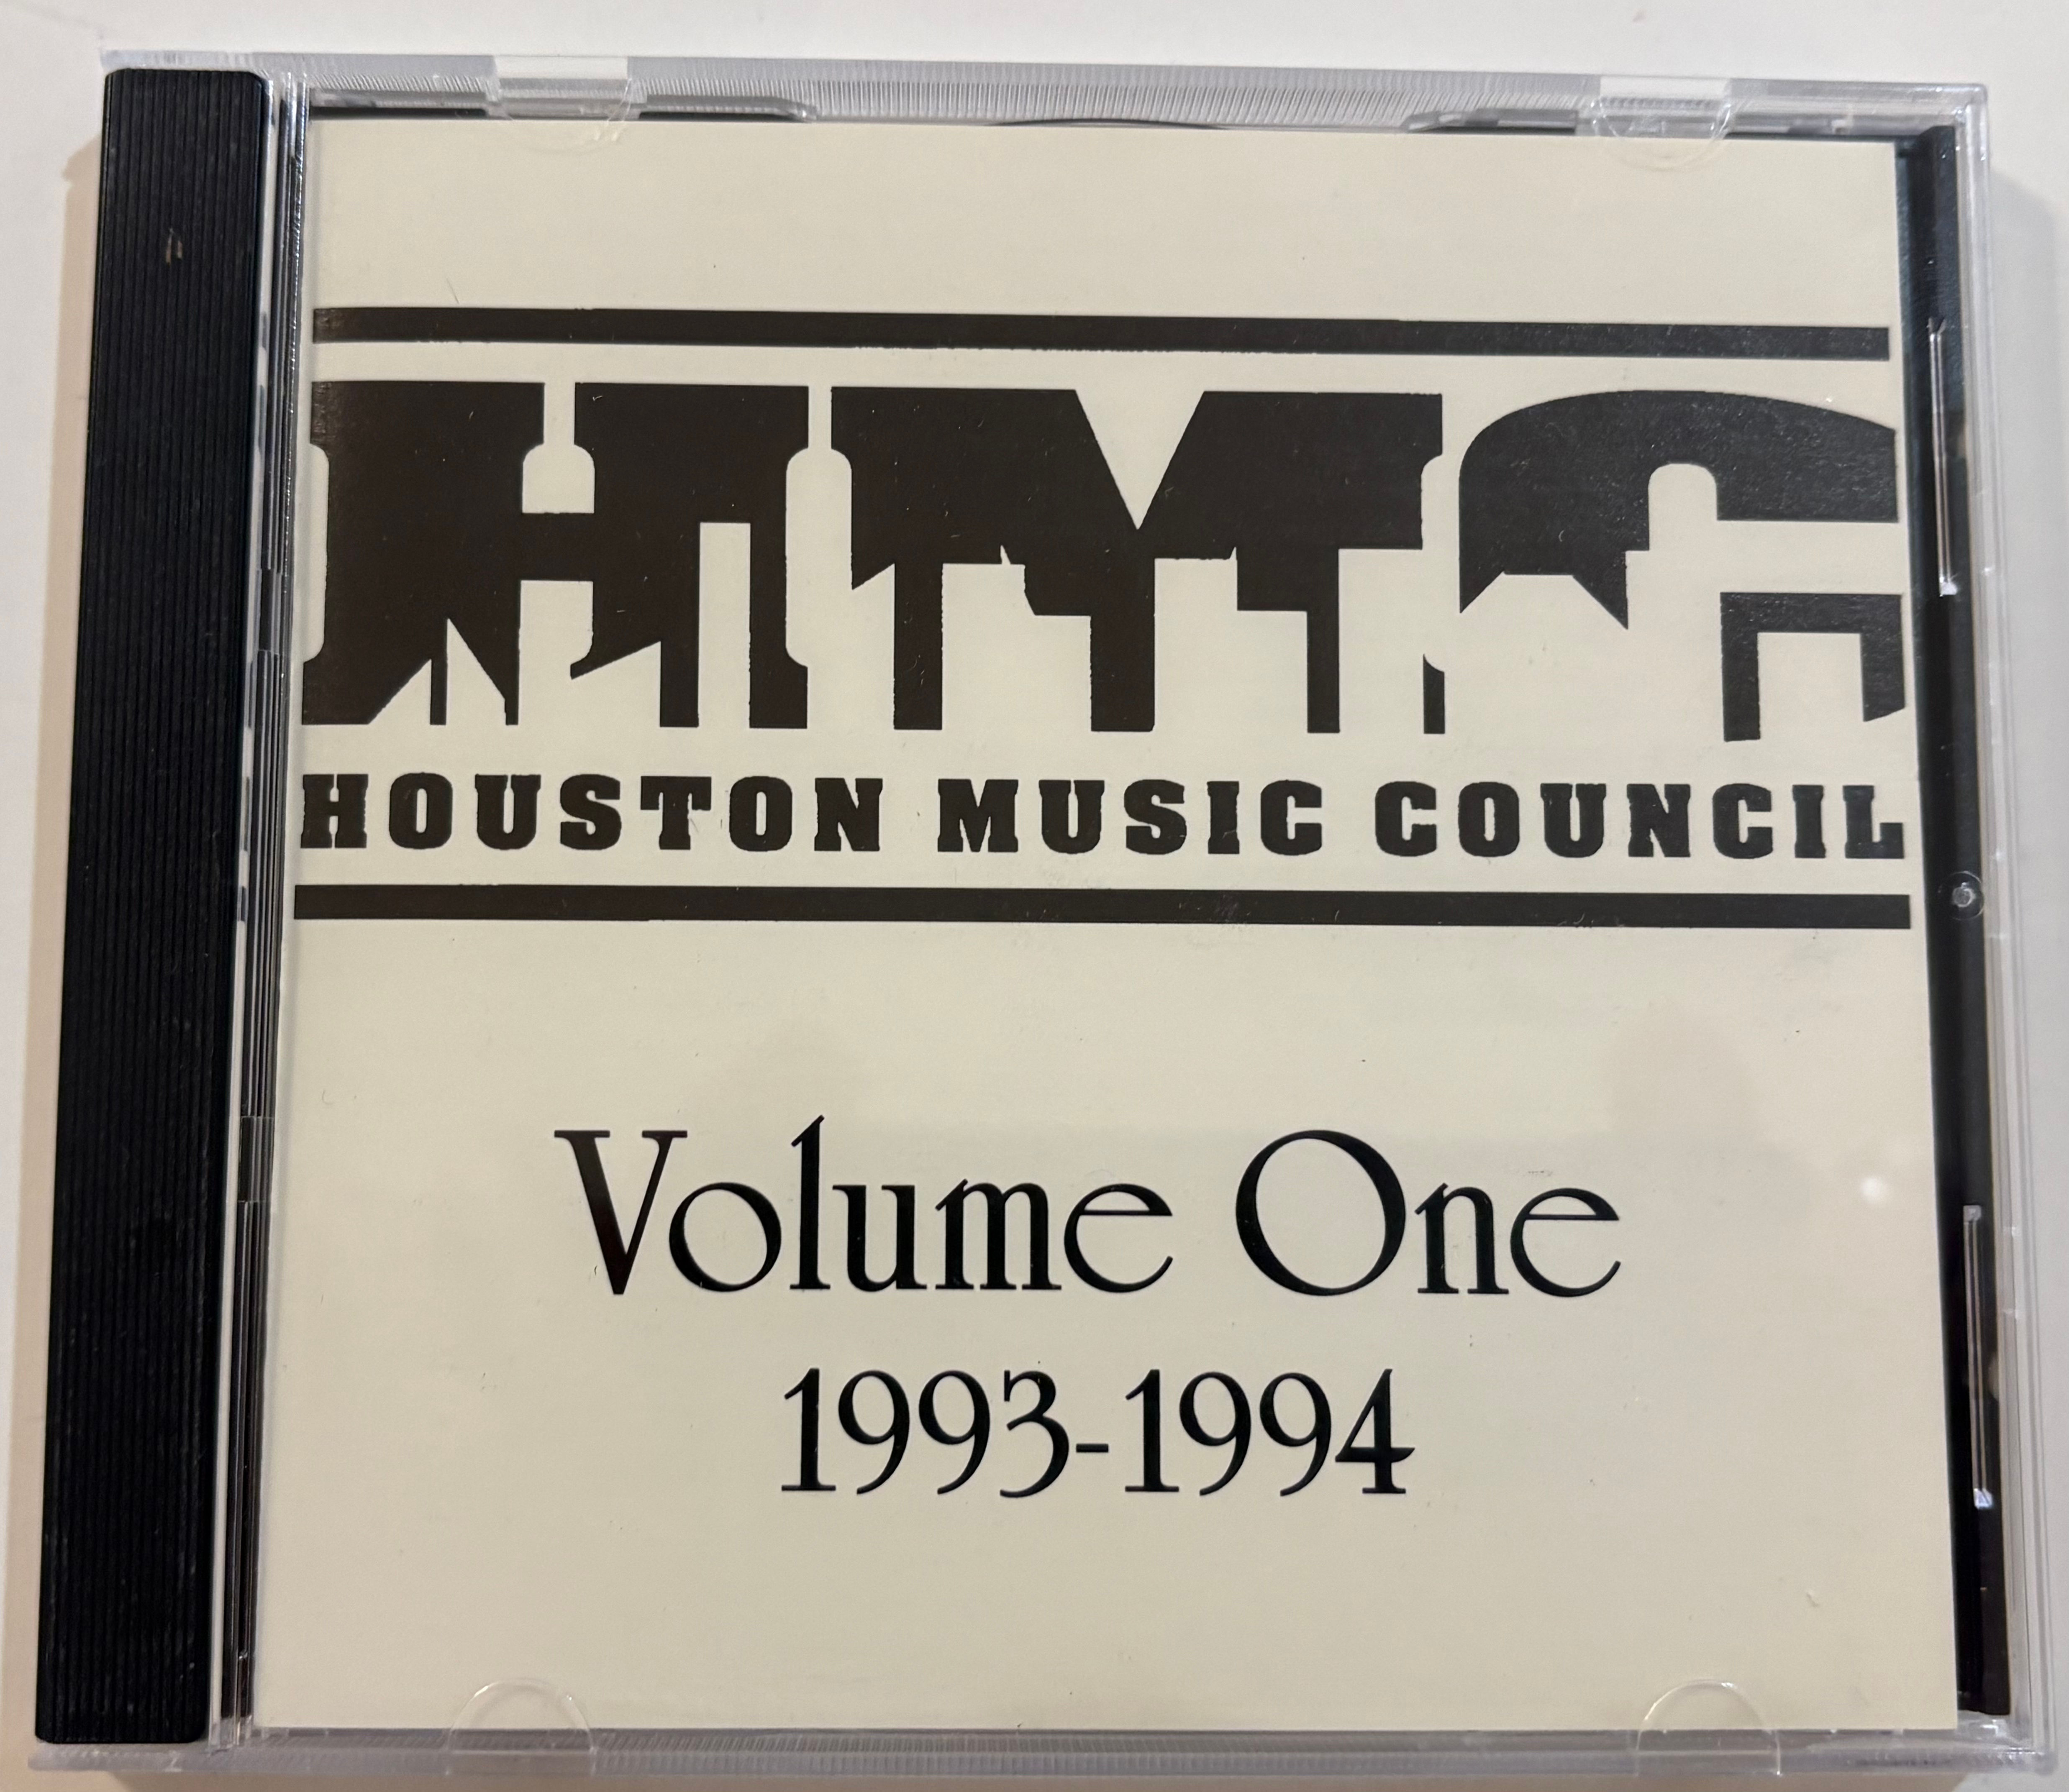 HMC
HOUSTON MUSIC COUNCIL
Volume One
1993-1994